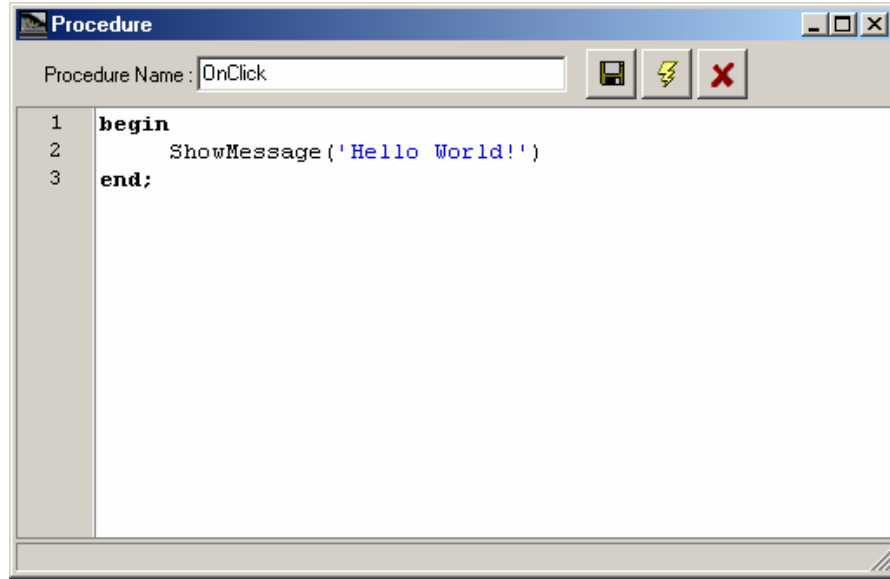 Procedure
Procedure Name : OnClick
1 begin
2 ShowMessage('Hello World!')
3 end;